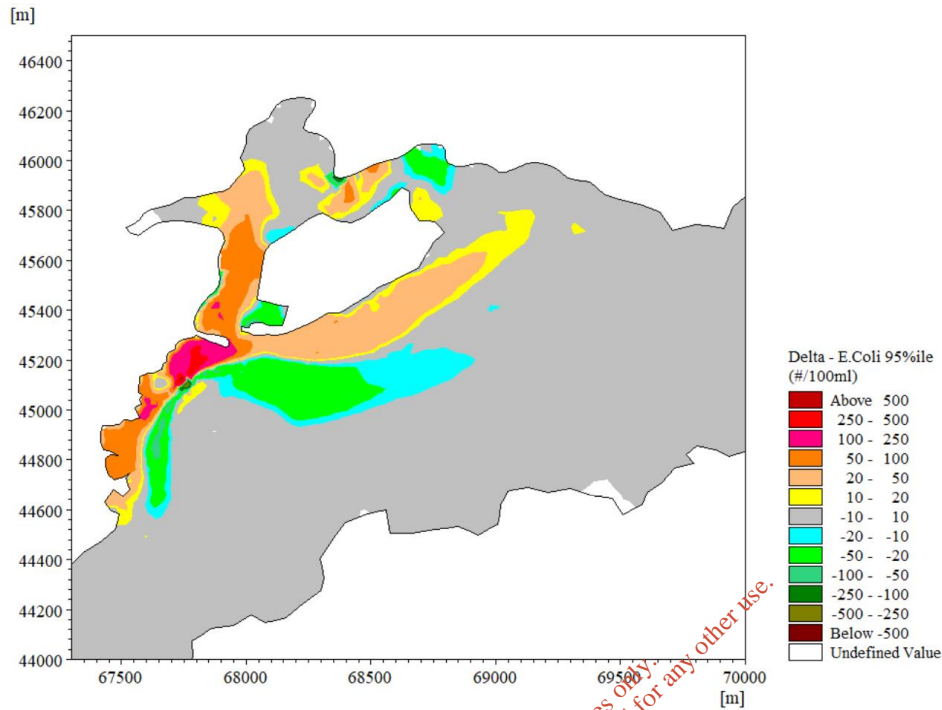 [m]
46400
46200
46000
45800
45600
45400
45200
45000
44800
44600
44400
44200
44000
67500
68000
68500
69000
69500
70000
[m]
Delta - E.Coli 95%ile
(#/100ml)
Above 500
250 - 500
100 - 250
50 - 100
20 - 50
10 - 20
-10 - 10
-20 - -10
-50 - -20
-100 - -50
-250 - -100
-500 - -250
Below -500
Undefined Value
es only.
for any other use.